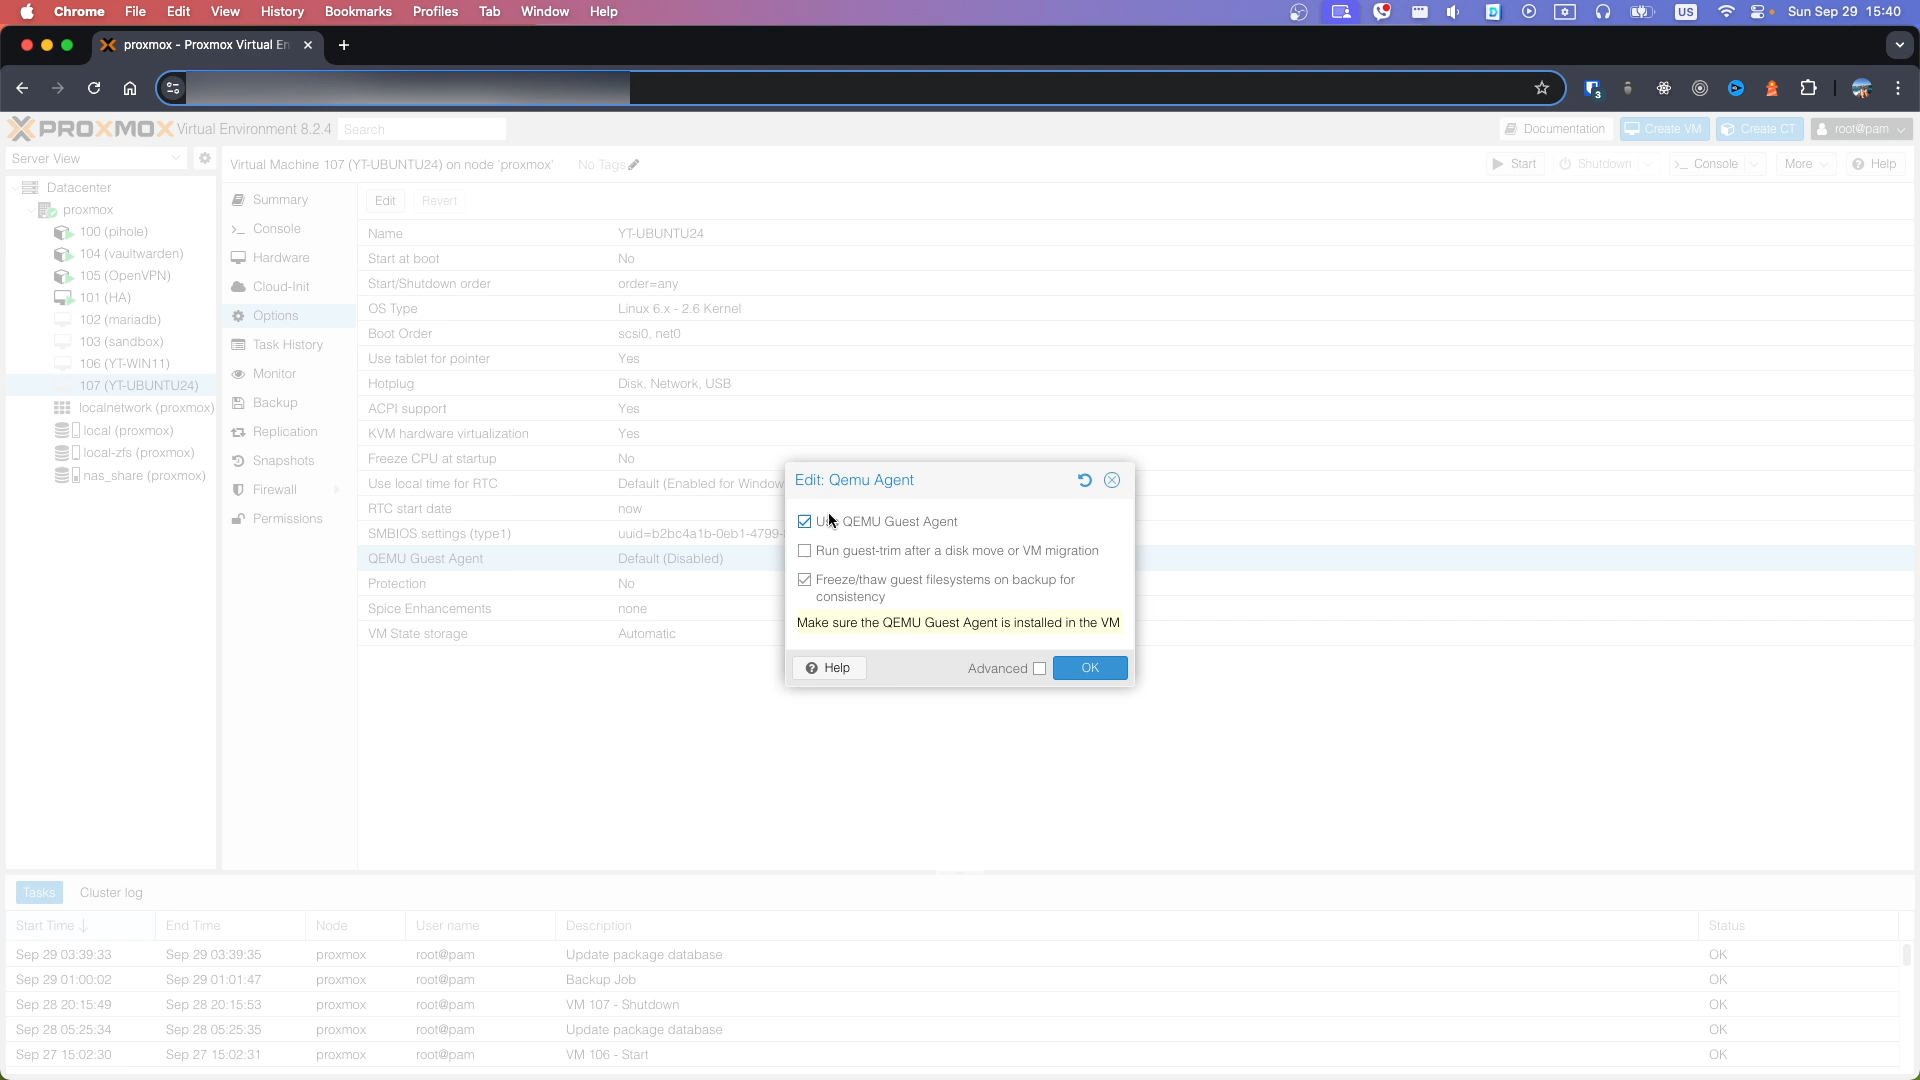 Chrome File Edit View History Bookmarks Profiles Tab Window Help US Sun Sep 29 15:40
proxmox - Proxmox Virtual En
3
PROXMOX Virtual Environment 8.2.4 Search Documentation Create VM Create CT root@pam
Server View
Virtual Machine 107 (YT-UBUNTU24) on node 'proxmox' No Tags Start Shutdown Console More Help
Datacenter
proxmox
100 (pihole)
104 (vaultwarden)
105 (OpenVPN)
101 (HA)
102 (mariadb)
103 (sandbox)
106 (YT-WIN11)
107 (YT-UBUNTU24)
localnetwork (proxmox)
local (proxmox)
local-zfs (proxmox)
nas_share (proxmox)
Summary
Console
Hardware
Cloud-Init
Options
Task History
Monitor
Backup
Replication
Snapshots
Firewall
Permissions
Edit Revert
Name YT-UBUNTU24
Start at boot No
Start/Shutdown order order=any
OS Type Linux 6.x - 2.6 Kernel
Boot Order scsi0, net0
Use tablet for pointer Yes
Hotplug Disk, Network, USB
ACPI support Yes
KVM hardware virtualization Yes
Freeze CPU at startup No
Use local time for RTC Default (Enabled for Window
RTC start date now
SMBIOS settings (type1) uuid=b2bc4a1b-0eb1-4799-
QEMU Guest Agent Default (Disabled)
Protection No
Spice Enhancements none
VM State storage Automatic
Edit: Qemu Agent
Use QEMU Guest Agent
Run guest-trim after a disk move or VM migration
Freeze/thaw guest filesystems on backup for
consistency
Make sure the QEMU Guest Agent is installed in the VM
Help Advanced OK
Tasks Cluster log
Start Time End Time Node User name Description Status
Sep 29 03:39:33 Sep 29 03:39:35 proxmox root@pam Update package database OK
Sep 29 01:00:02 Sep 29 01:01:47 proxmox root@pam Backup Job OK
Sep 28 20:15:49 Sep 28 20:15:53 proxmox root@pam VM 107 - Shutdown OK
Sep 28 05:25:34 Sep 28 05:25:35 proxmox root@pam Update package database OK
Sep 27 15:02:30 Sep 27 15:02:31 proxmox root@pam VM 106 - Start OK